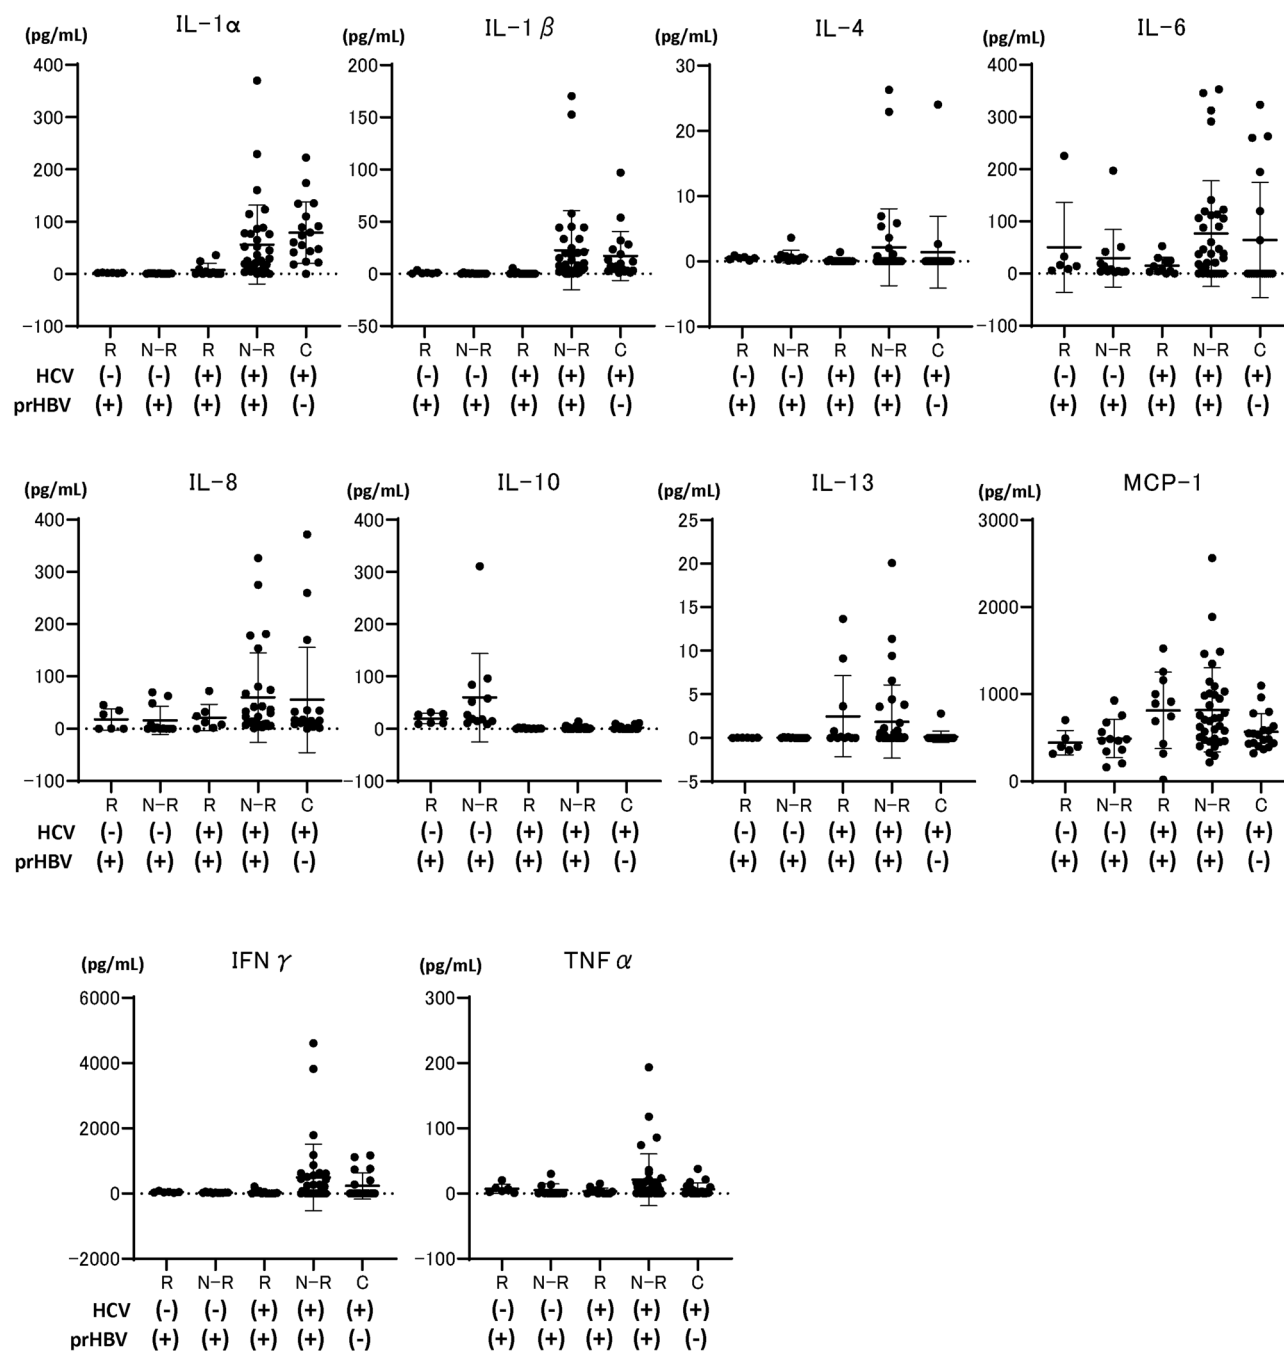 IL-1α IL-1β IL-4 IL-6
(pg/mL) (pg/mL) (pg/mL) (pg/mL)
400 200 30 400
300 150 300
20
200 100 200
10
100 50 100
0 0 0 0
-100 -50 -10 -100
R N-R R N-R C R N-R R N-R C R N-R R N-R C R N-R R N-R C
HCV (-) (-) (+) (+) (+) (-) (-) (+) (+) (+) (-) (-) (+) (+) (+) (-) (-) (+) (+) (+)
prHBV (+) (+) (+) (+) (-) (+) (+) (+) (+) (-) (+) (+) (+) (+) (-) (+) (+) (+) (+) (-)
IL-8 IL-10 IL-13 MCP-1
(pg/mL) (pg/mL) (pg/mL) (pg/mL)
400 400 25 3000
300 300 20
2000
200 200 15
10
100 100 1000
5
0 0 0
-100 -100 -5 0
R N-R R N-R C R N-R R N-R C R N-R R N-R C R N-R R N-R C
HCV (-) (-) (+) (+) (+) (-) (-) (+) (+) (+) (-) (-) (+) (+) (+) (-) (-) (+) (+) (+)
prHBV (+) (+) (+) (+) (-) (+) (+) (+) (+) (-) (+) (+) (+) (+) (-) (+) (+) (+) (+) (-)
IFNγ TNFα
(pg/mL) (pg/mL)
6000 300
4000 200
2000 100
0 0
-2000 -100
R N-R R N-R C R N-R R N-R C
HCV (-) (-) (+) (+) (+) (-) (-) (+) (+) (+)
prHBV (+) (+) (+) (+) (-) (+) (+) (+) (+) (-)